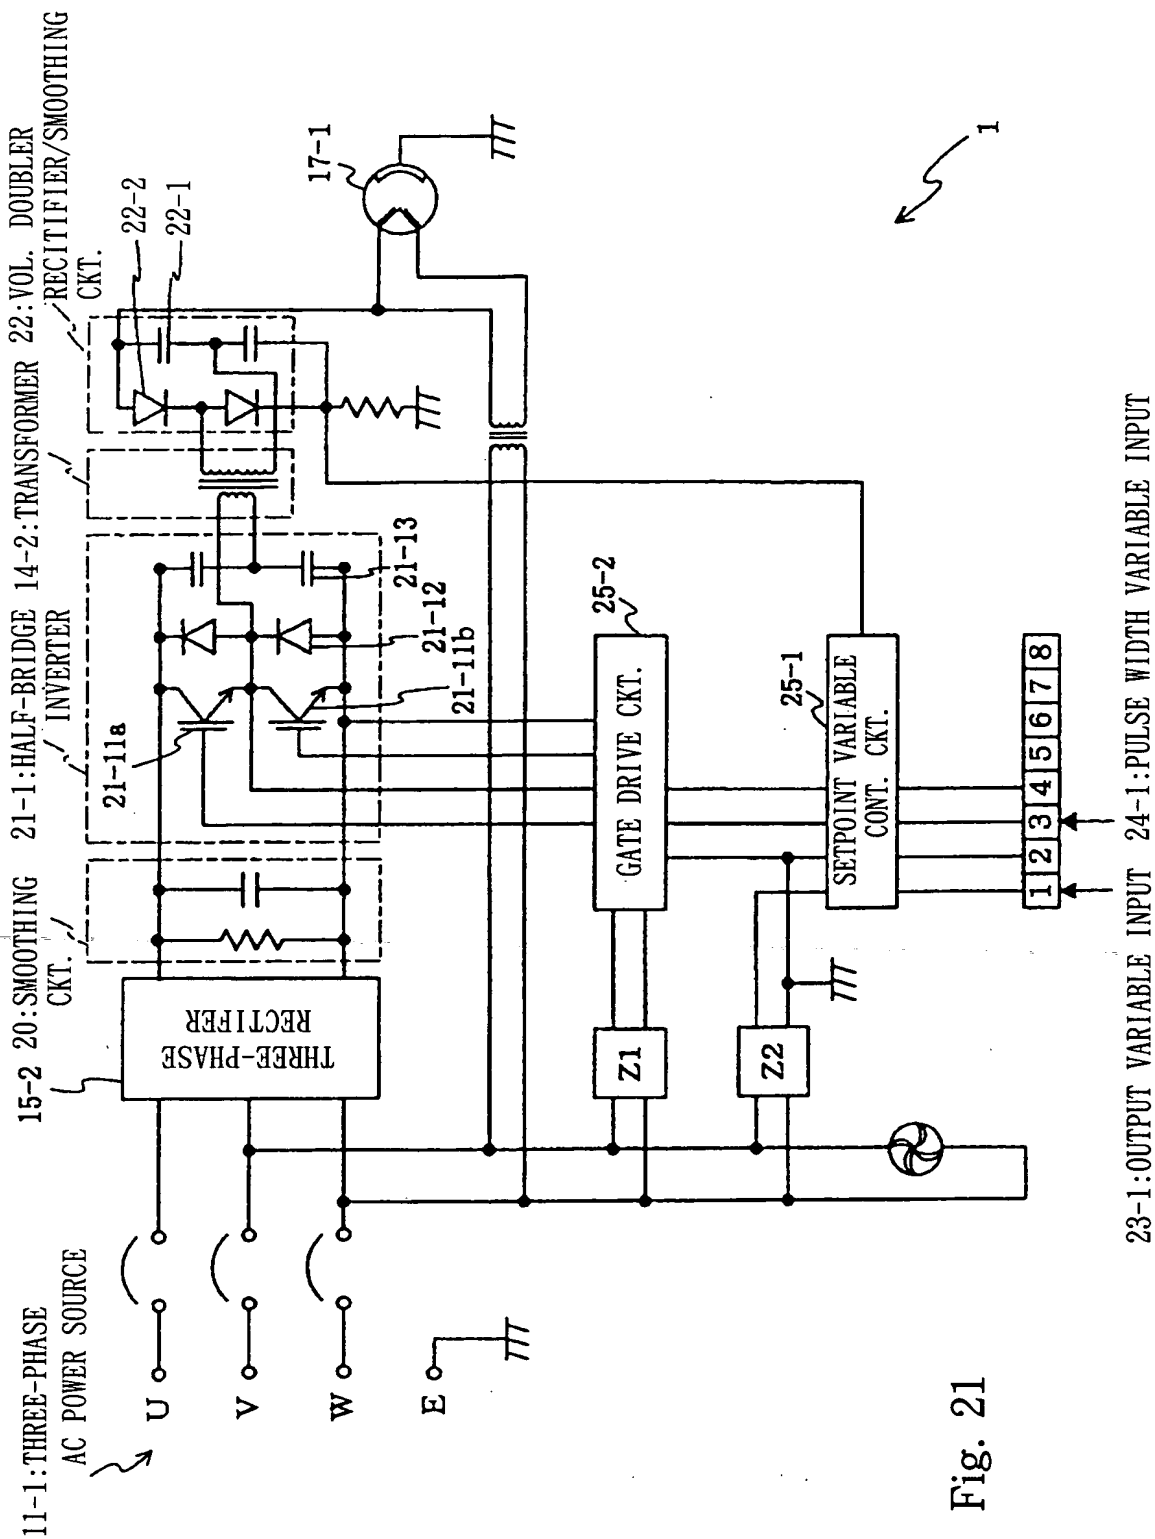 11-1:THREE-PHASE
AC POWER SOURCE
15-2
20:SMOOTHING
CKT.
21-1:HALF-BRIDGE
INVERTER
14-2:TRANSFORMER
22:VOL. DOUBLER
RECITIFIER/SMOOTHING
CKT.
22-2
22-1
17-1
U
V
W
E
THREE-PHASE
RECTIFER
21-11a
21-11b
21-12
21-13
Z1
Z2
GATE DRIVE CKT.
25-2
SETPOINT VARIABLE
CONT. CKT.
25-1
1 2 3 4 5 6 7 8
23-1:OUTPUT VARIABLE INPUT
24-1:PULSE WIDTH VARIABLE INPUT
1
Fig. 21